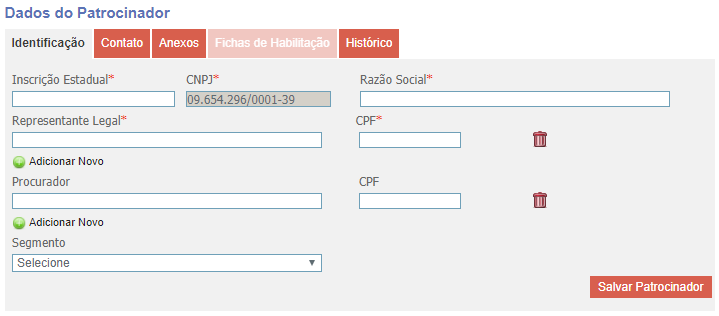 Dados do Patrocinador
Identificação Contato Anexos Fichas de Habilitação Histórico
Inscrição Estadual* CNPJ* Razão Social*
09.654.296/0001-39
Representante Legal* CPF*
Adicionar Novo
Procurador CPF
Adicionar Novo
Segmento
Selecione
Salvar Patrocinador